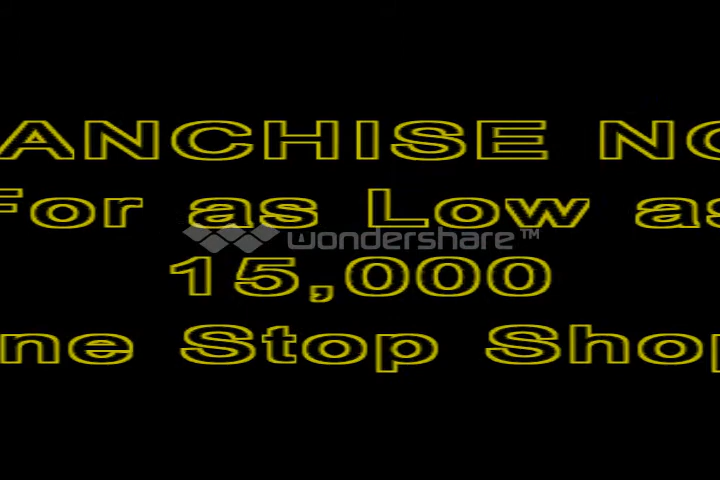 ANCHISE NO
For as Low as
wondershare™
15,000
ne Stop Shop